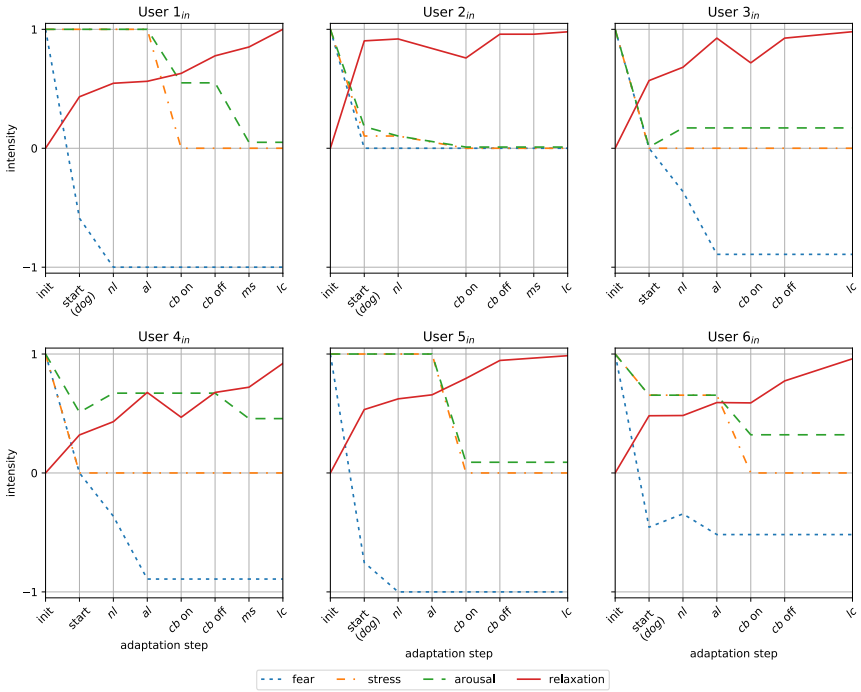 User 1in
User 2in
User 3in
1
0
−1
intensity
init
start
(dog)
nl
al
cb on
cb off
ms
lc
init
start
(dog)
nl
cb on
cb off
ms
lc
init
start
nl
al
cb on
cb off
lc
User 4in
User 5in
User 6in
1
0
−1
intensity
init
start
nl
al
cb on
cb off
ms
lc
init
start
(dog)
nl
al
cb on
cb off
lc
init
start
(dog)
nl
al
cb on
cb off
lc
adaptation step
adaptation step
adaptation step
fear stress arousal relaxation